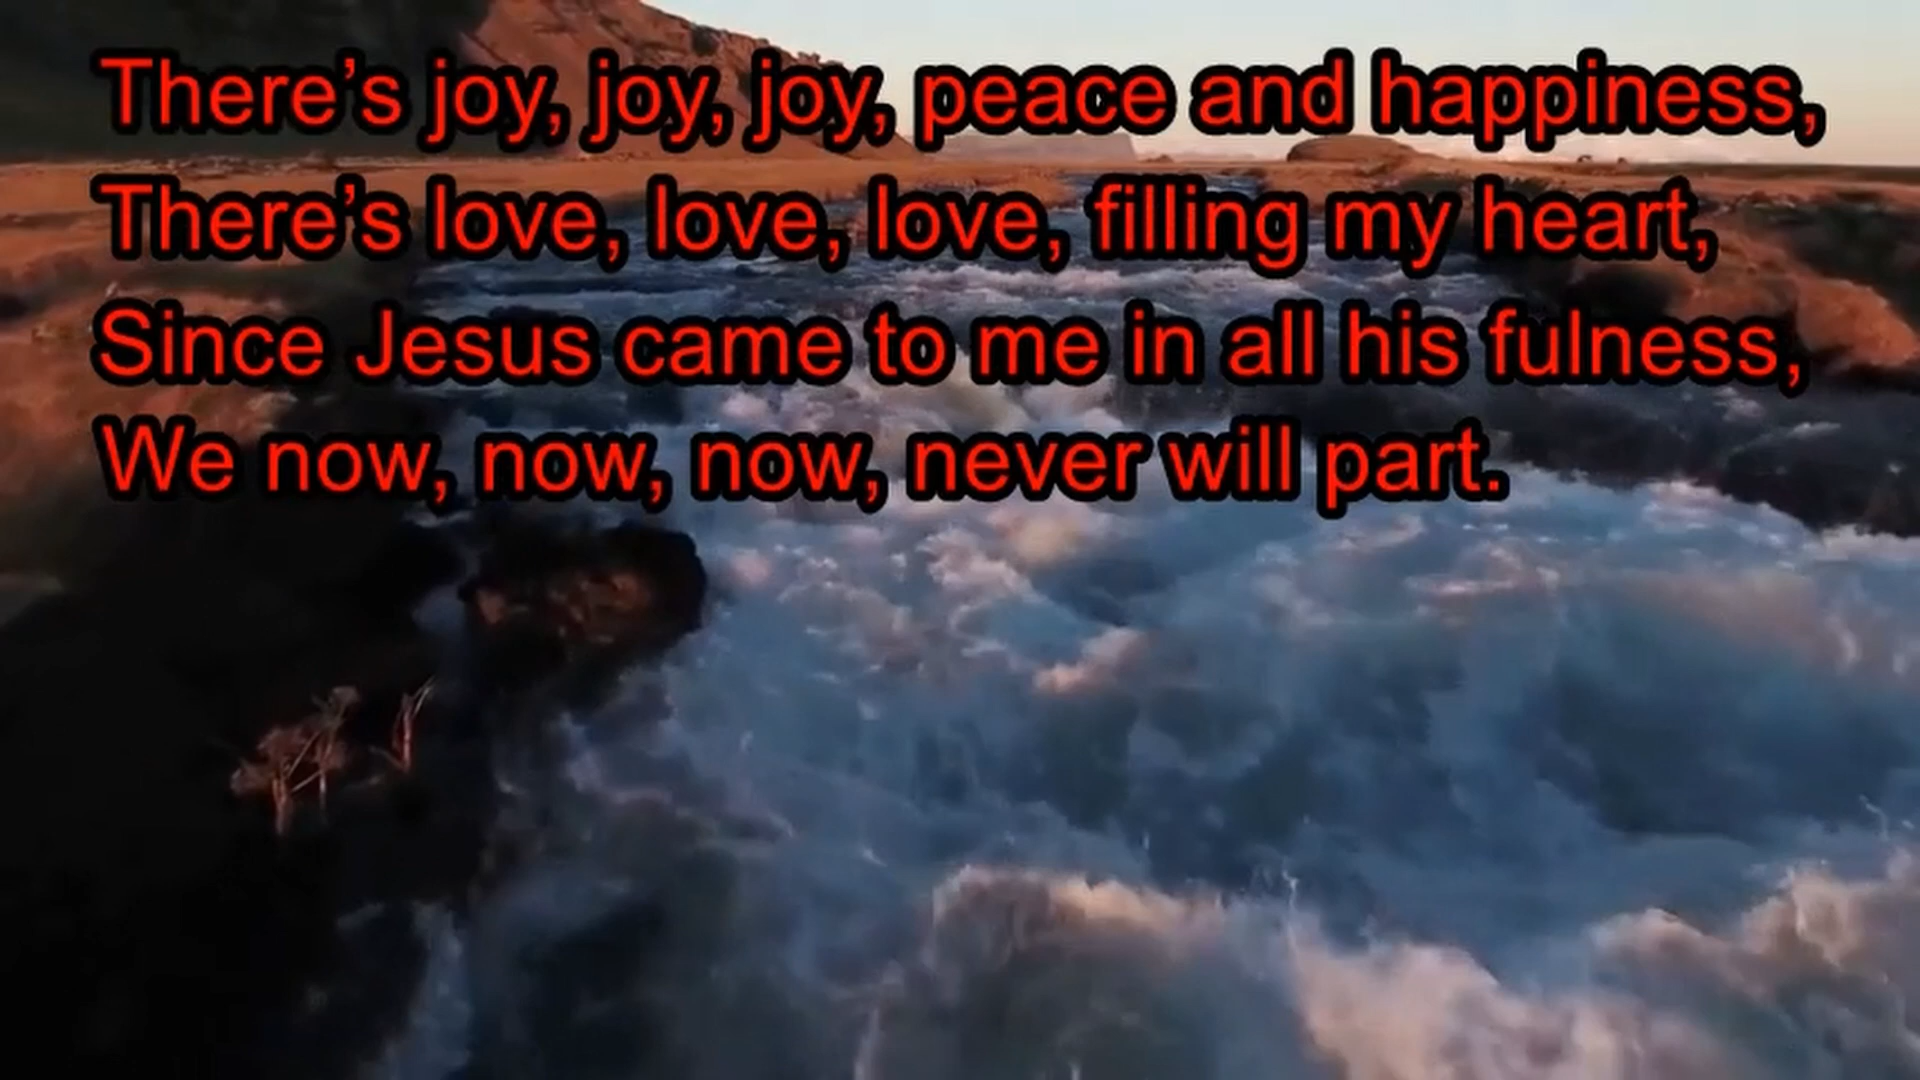 There’s joy, joy, joy, peace and happiness,
There’s love, love, love, filling my heart,
Since Jesus came to me in all his fulness,
We now, now, now, never will part.